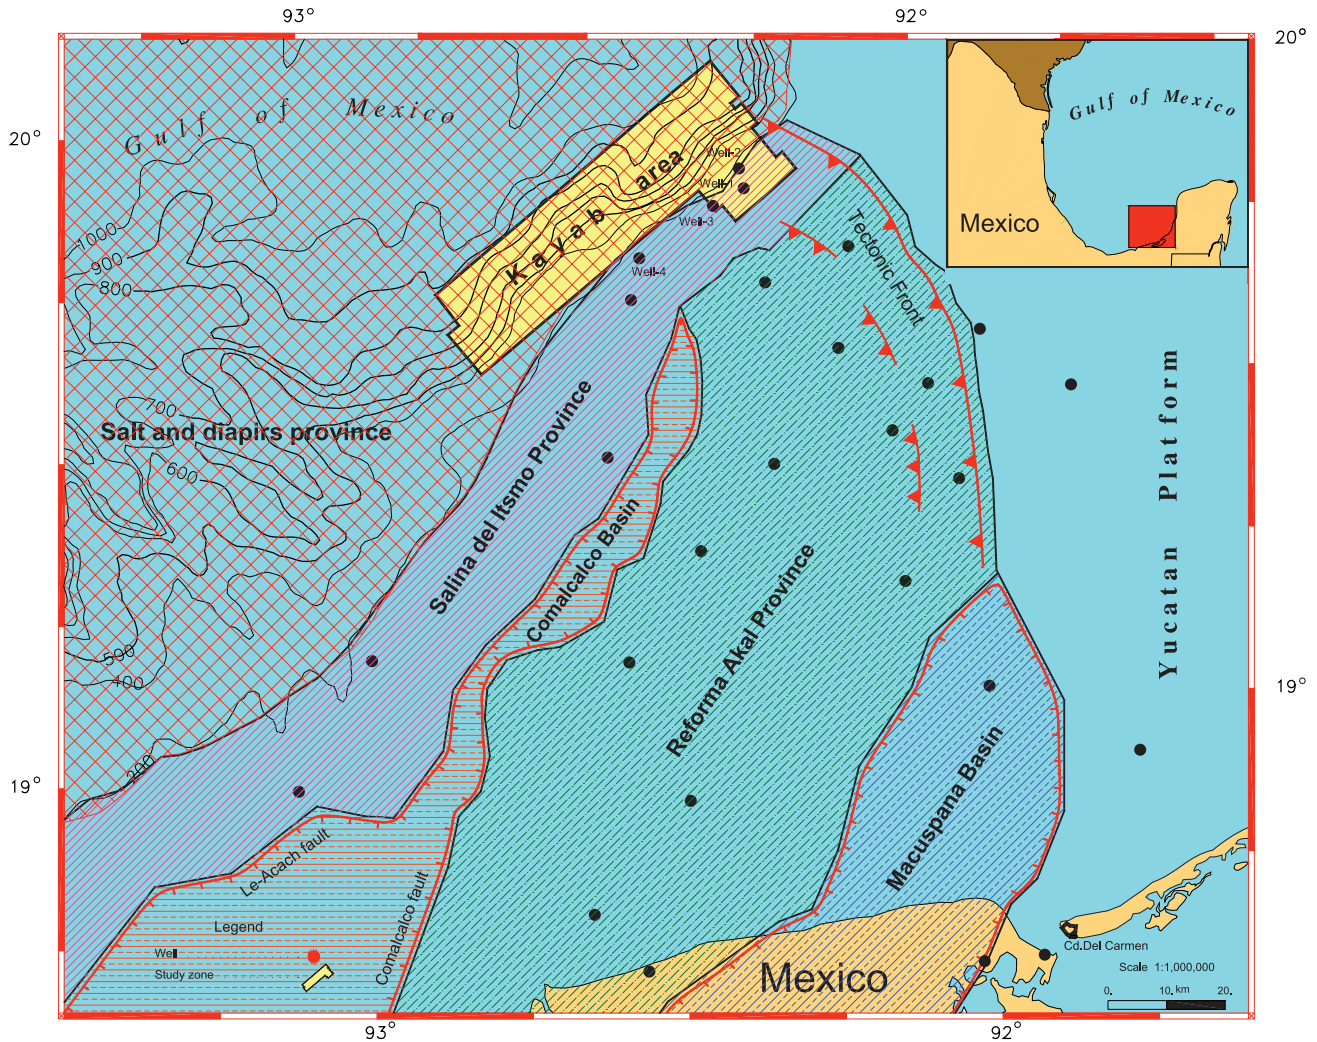 93°
92°
20°
20°
Gulf of Mexico
Gulf of Mexico
Mexico
Well-2
Well-1
Well-3
Well-4
Kayab area
Tectonic Front
1000
900
800
700
600
500
400
200
Salt and diapirs province
Salina del Itsmo Province
Comalcalco Basin
Reforma Akal Province
Macuspana Basin
Yucatan Platform
19°
19°
Le-Acach fault
Comalcalco fault
Legend
Well
Study zone
Mexico
Cd.Del Carmen
Scale 1:1,000,000
0. 10. km 20.
93°
92°